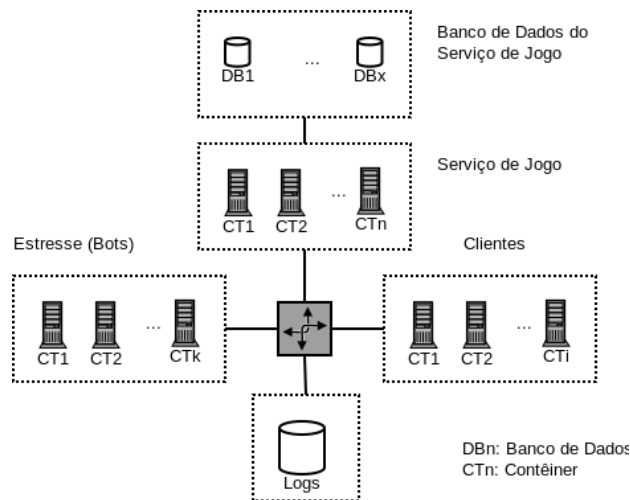 Banco de Dados do
Serviço de Jogo
DB1 ... DBx
Serviço de Jogo
CT1 CT2 ... CTn
Estresse (Bots)
Clientes
CT1 CT2 ... CTk
CT1 CT2 ... CTi
Logs
DBn: Banco de Dados
CTn: Contêiner